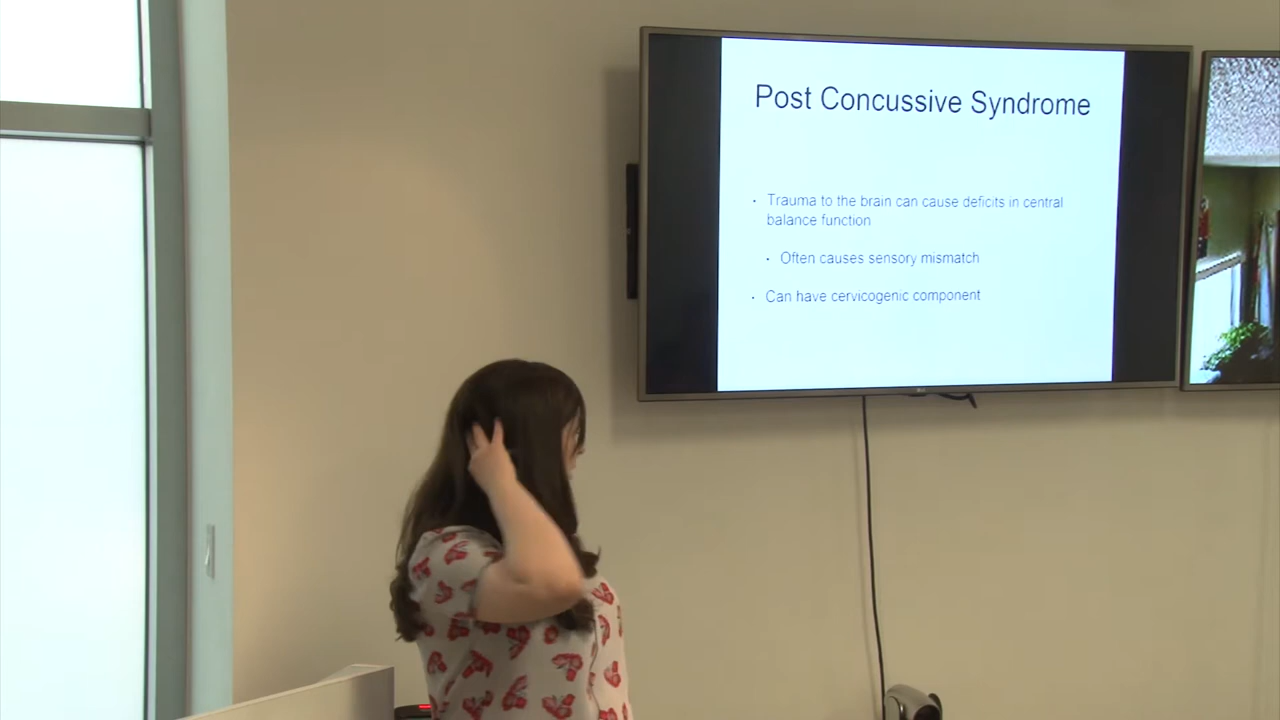 Post Concussive Syndrome
· Trauma to the brain can cause deficits in central
balance function
· Often causes sensory mismatch
· Can have cervicogenic component
LG